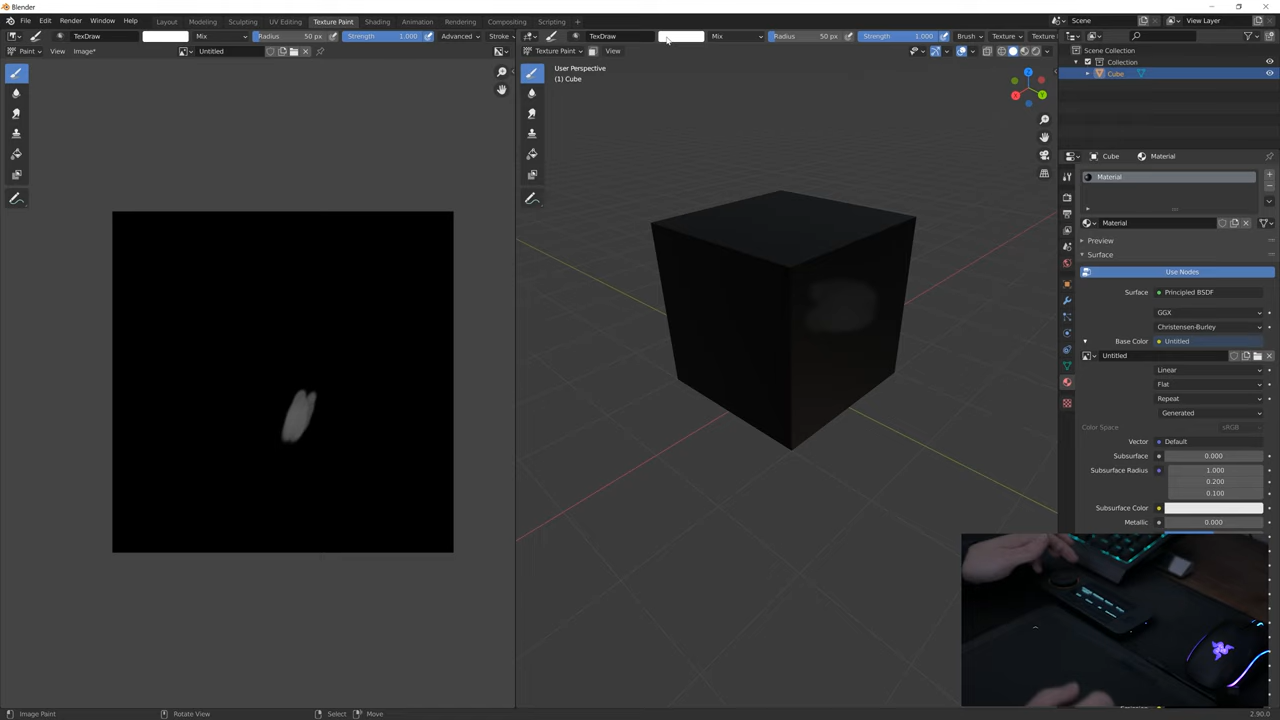 Blender
File Edit Render Window Help Layout Modeling Sculpting UV Editing Texture Paint Shading Animation Rendering Compositing Scripting Scene View Layer
TexDraw Mix Radius 50 px Strength 1.000 Advanced Stroke TexDraw Mix Radius 50 px Strength 1.000 Brush Texture Texture
Paint View Image* Untitled Texture Paint View
User Perspective
(1) Cube
Scene Collection
Collection
Cube
X
Y
Z
Cube Material
Material
Material
Preview
Surface
Use Nodes
Surface Principled BSDF
GGX
Christensen-Burley
Base Color Untitled
Untitled
Linear
Flat
Repeat
Generated
Color Space sRGB
Vector Default
Subsurface 0.000
Subsurface Radius 1.000
0.200
0.100
Subsurface Color
Metallic 0.000
Image Paint Rotate View Select Move 2.90.0